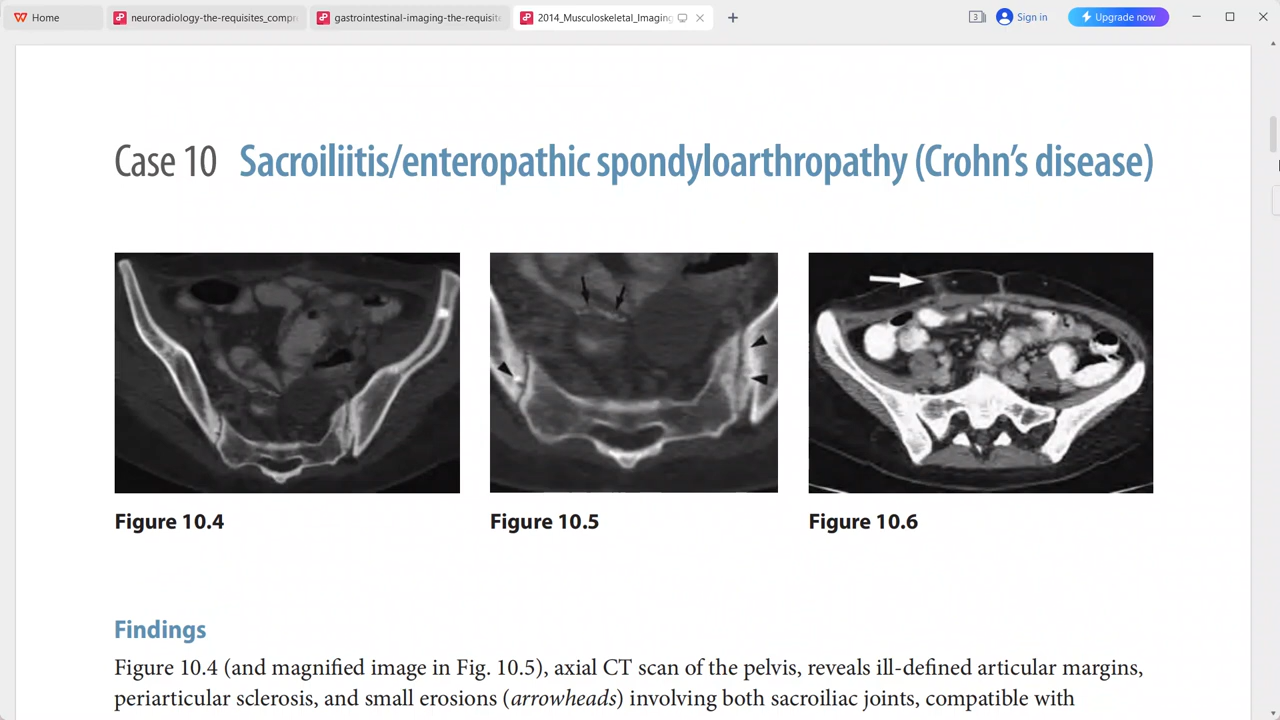 Home
neuroradiology-the-requisites_compr
gastrointestinal-imaging-the-requisite
2014_Musculoskeletal_Imaging
3
Sign in
Upgrade now
Case 10 Sacroiliitis/enteropathic spondyloarthropathy (Crohn's disease)
Figure 10.4
Figure 10.5
Figure 10.6
Findings
Figure 10.4 (and magnified image in Fig. 10.5), axial CT scan of the pelvis, reveals ill-defined articular margins,
periarticular sclerosis, and small erosions (arrowheads) involving both sacroiliac joints, compatible with